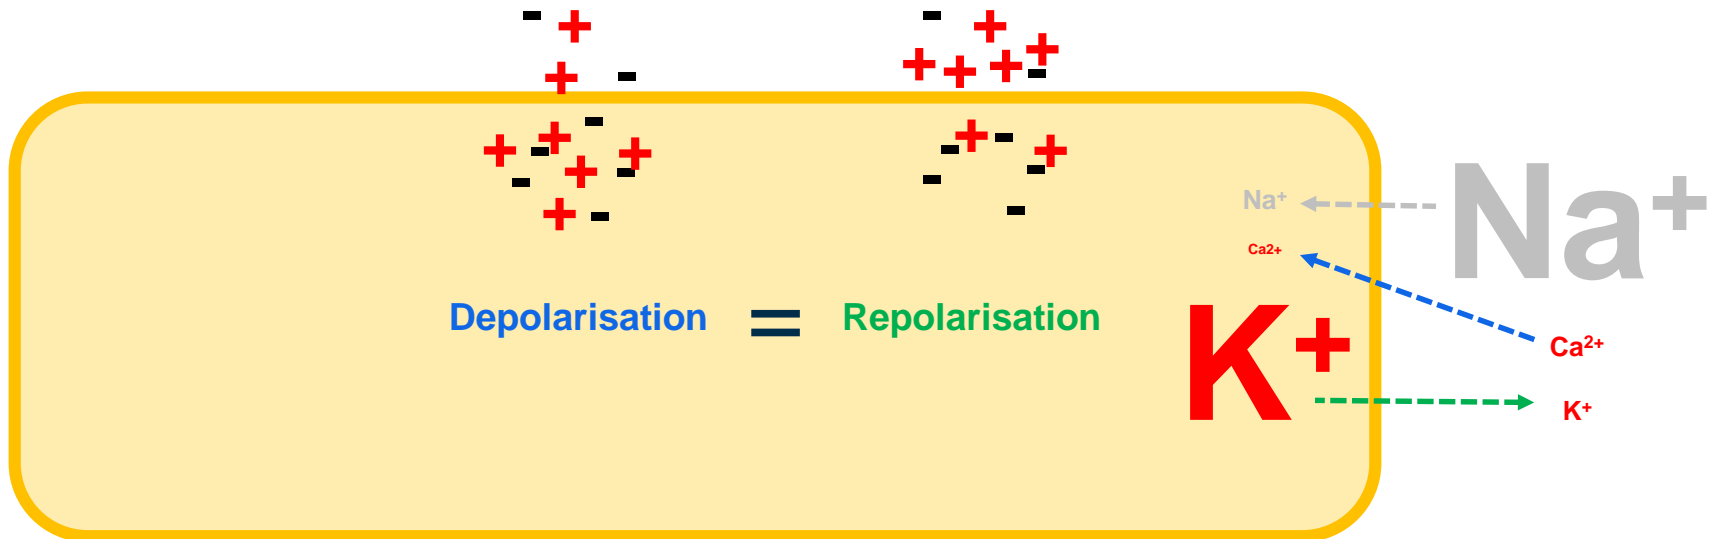 Na⁺
Na⁺
Ca2+
Depolarisation = Repolarisation
K⁺
Ca²⁺
K⁺